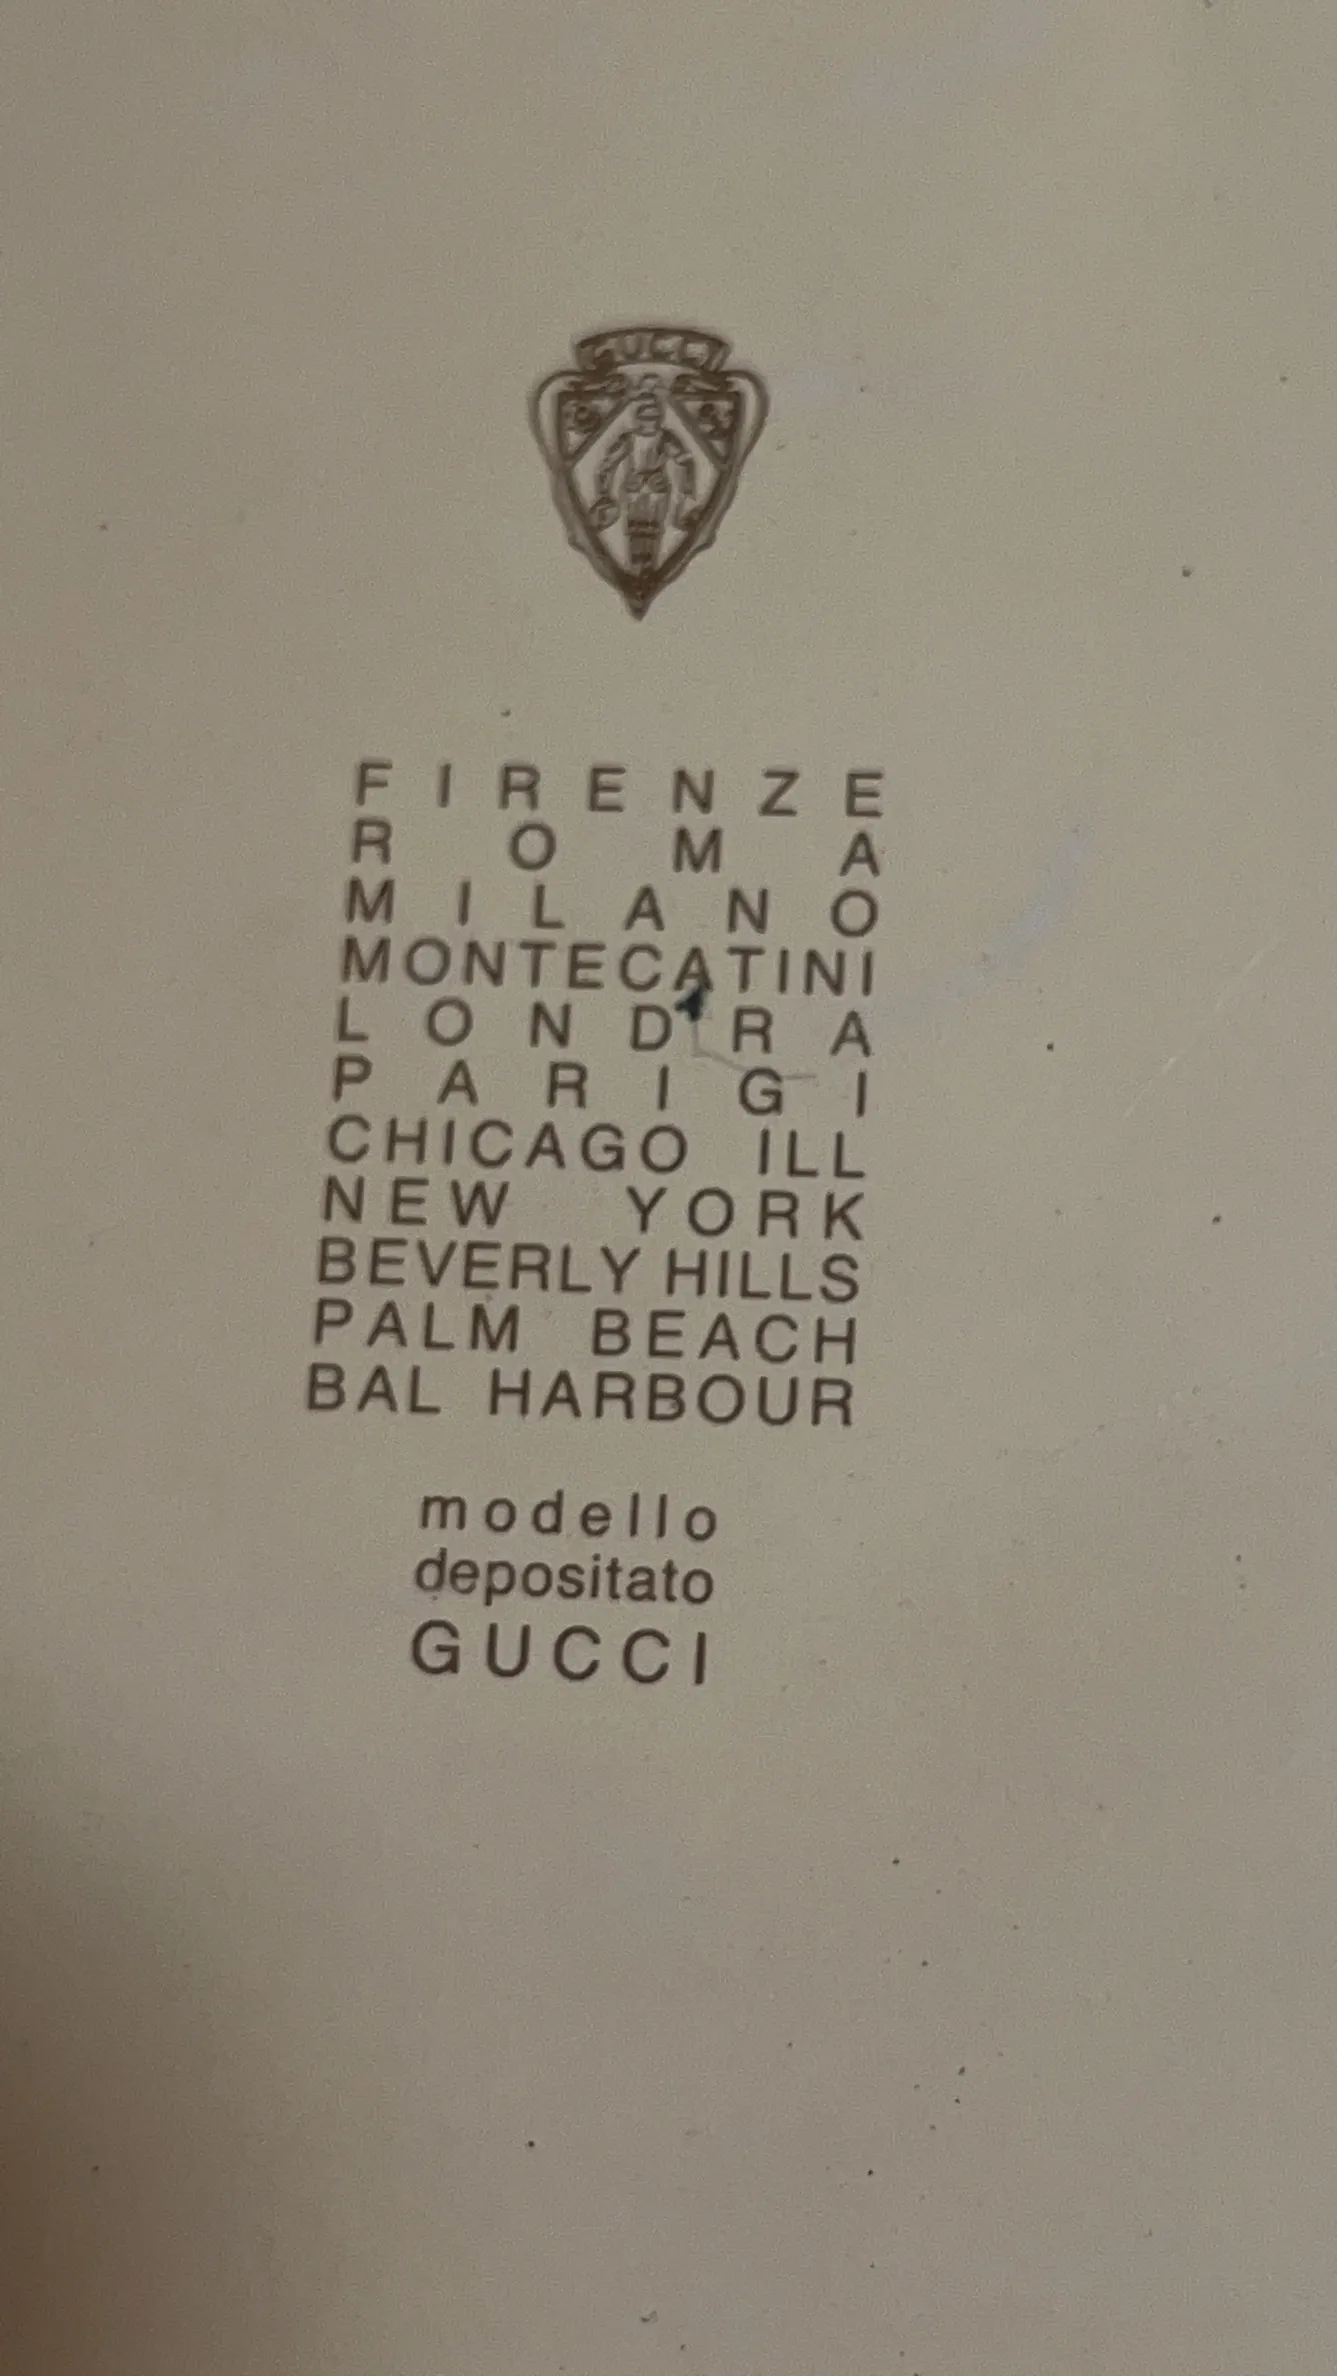 GUCCI
FIRENZE
ROMA
MILANO
MONTECATINI
LONDRA
PARIGI
CHICAGO ILL
NEW YORK
BEVERLY HILLS
PALM BEACH
BAL HARBOUR
modello
depositato
GUCCI